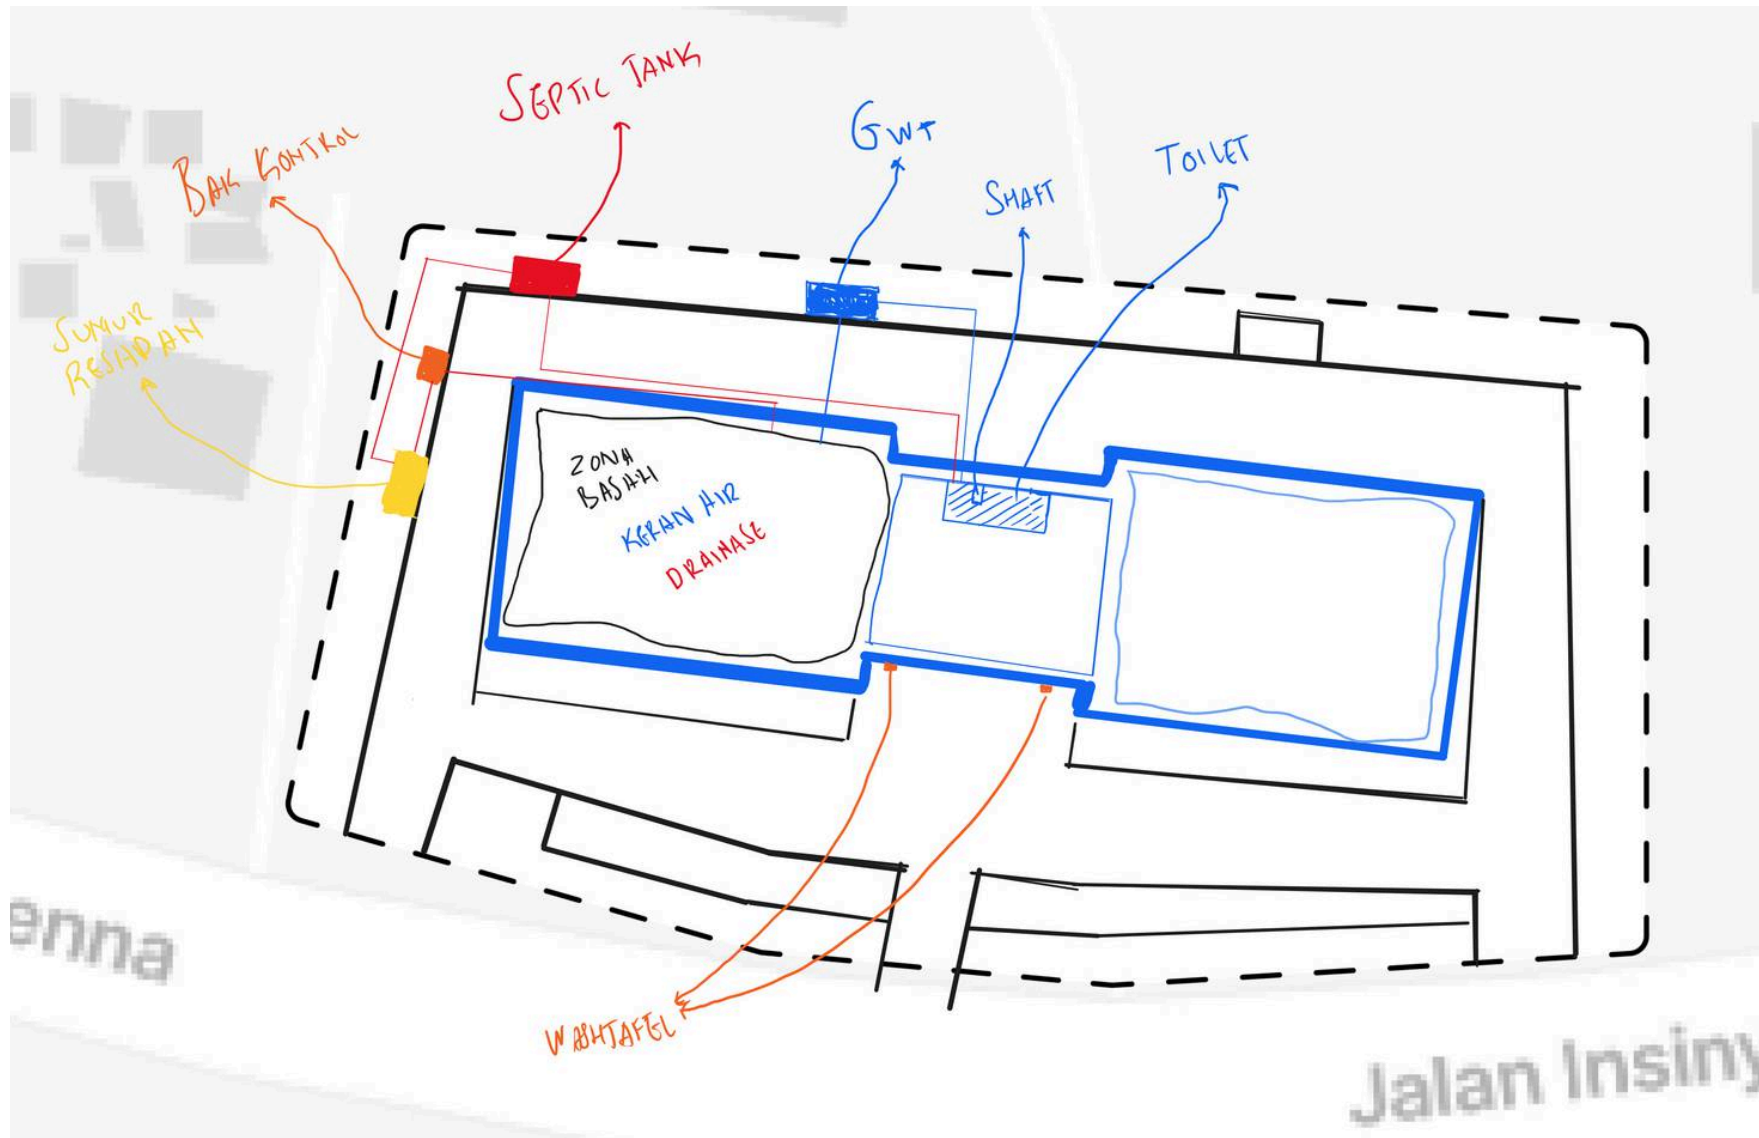 SEPTIC TANK
GWT
BAK KONTROL
SHAFT
TOILET
SUMUR
RESAPAN
ZONA
BASAH
KERAN AIR
DRAINASE
enna
WASHTAFEL
Jalan Insiny